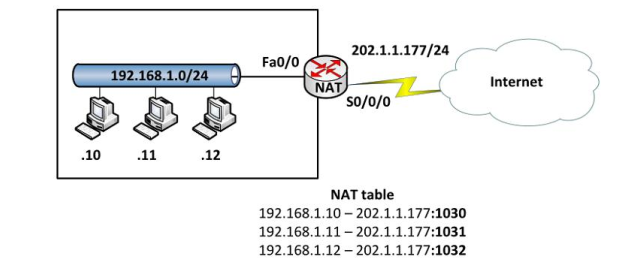 202.1.1.177/24
Fa0/0
192.168.1.0/24
NAT
S0/0/0
Internet
.10
.11
.12
NAT table
192.168.1.10 – 202.1.1.177:1030
192.168.1.11 – 202.1.1.177:1031
192.168.1.12 – 202.1.1.177:1032